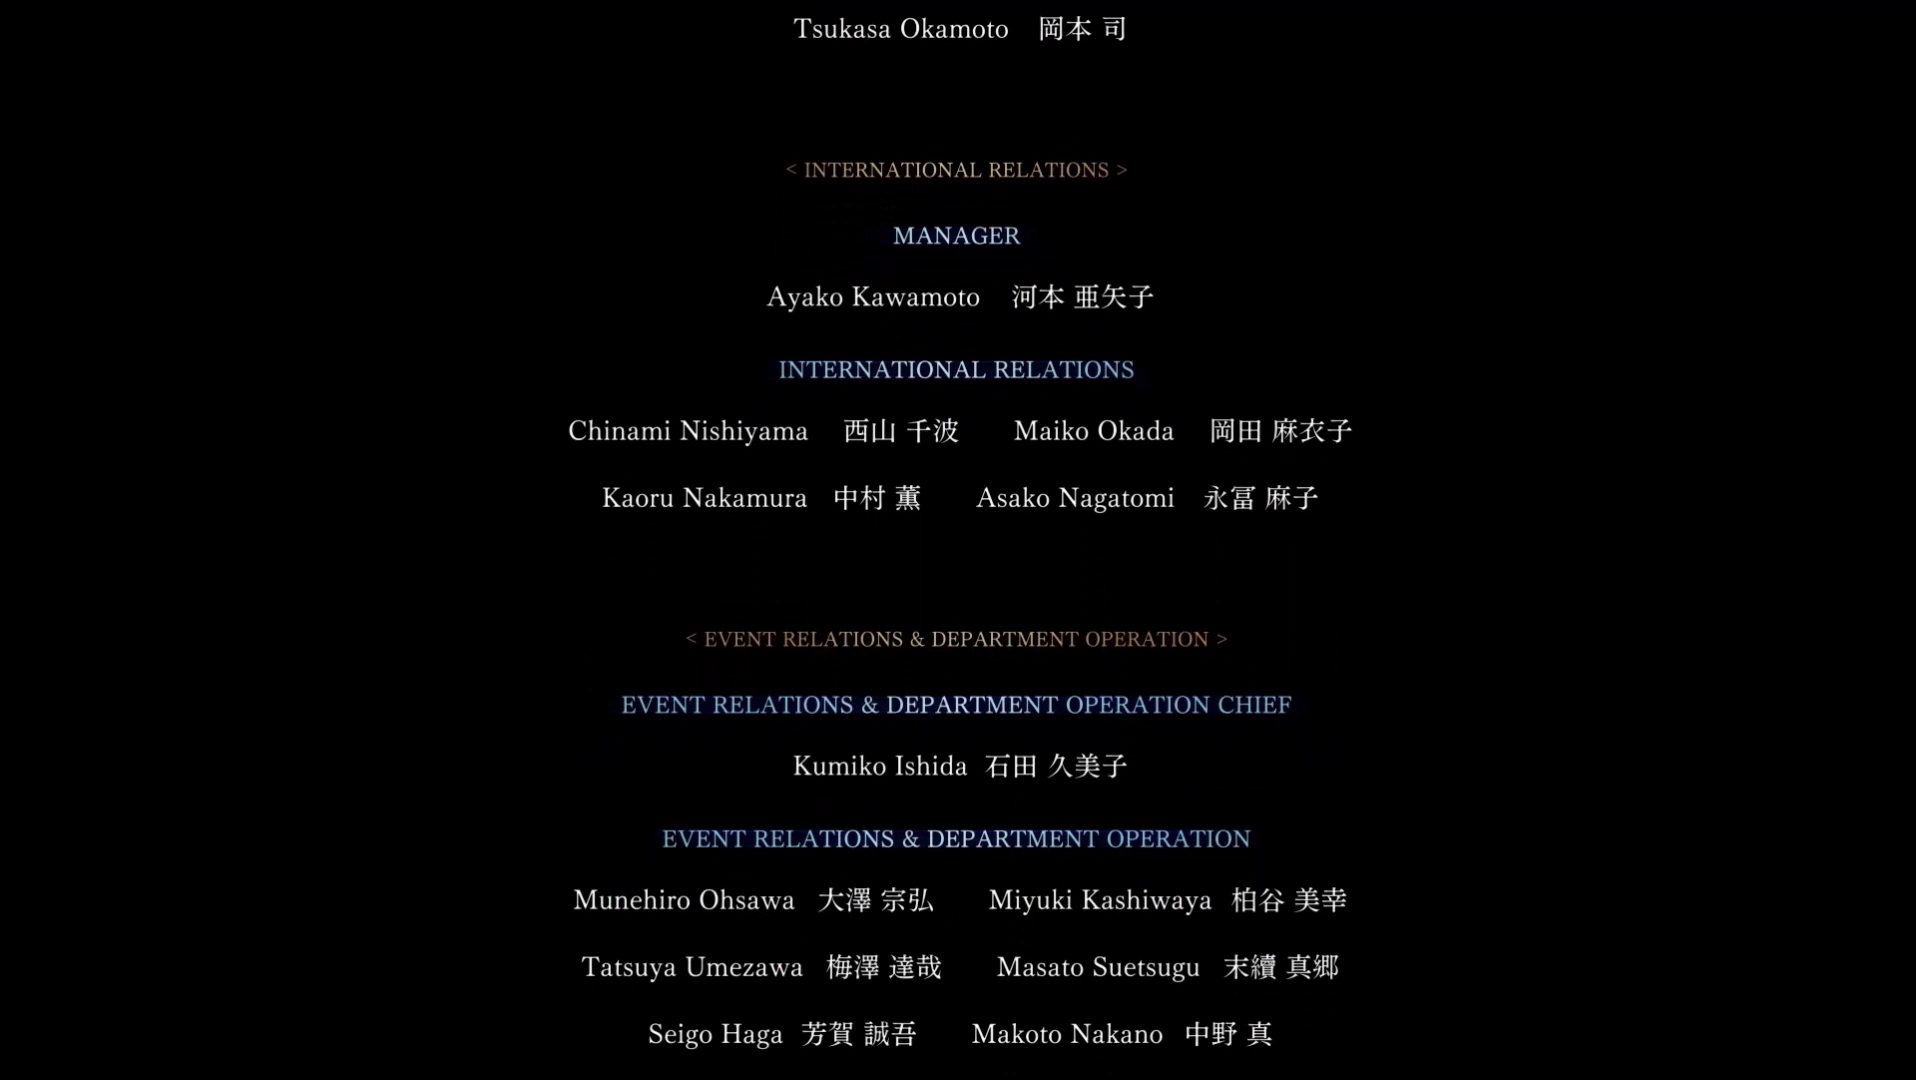 Tsukasa Okamoto 岡本 司
< INTERNATIONAL RELATIONS >
MANAGER
Ayako Kawamoto 河本 亜矢子
INTERNATIONAL RELATIONS
Chinami Nishiyama 西山 千波 Maiko Okada 岡田 麻衣子
Kaoru Nakamura 中村 薫 Asako Nagatomi 永冨 麻子
< EVENT RELATIONS & DEPARTMENT OPERATION >
EVENT RELATIONS & DEPARTMENT OPERATION CHIEF
Kumiko Ishida 石田 久美子
EVENT RELATIONS & DEPARTMENT OPERATION
Munehiro Ohsawa 大澤 宗弘 Miyuki Kashiwaya 柏谷 美幸
Tatsuya Umezawa 梅澤 達哉 Masato Suetsugu 末續 真郷
Seigo Haga 芳賀 誠吾 Makoto Nakano 中野 真